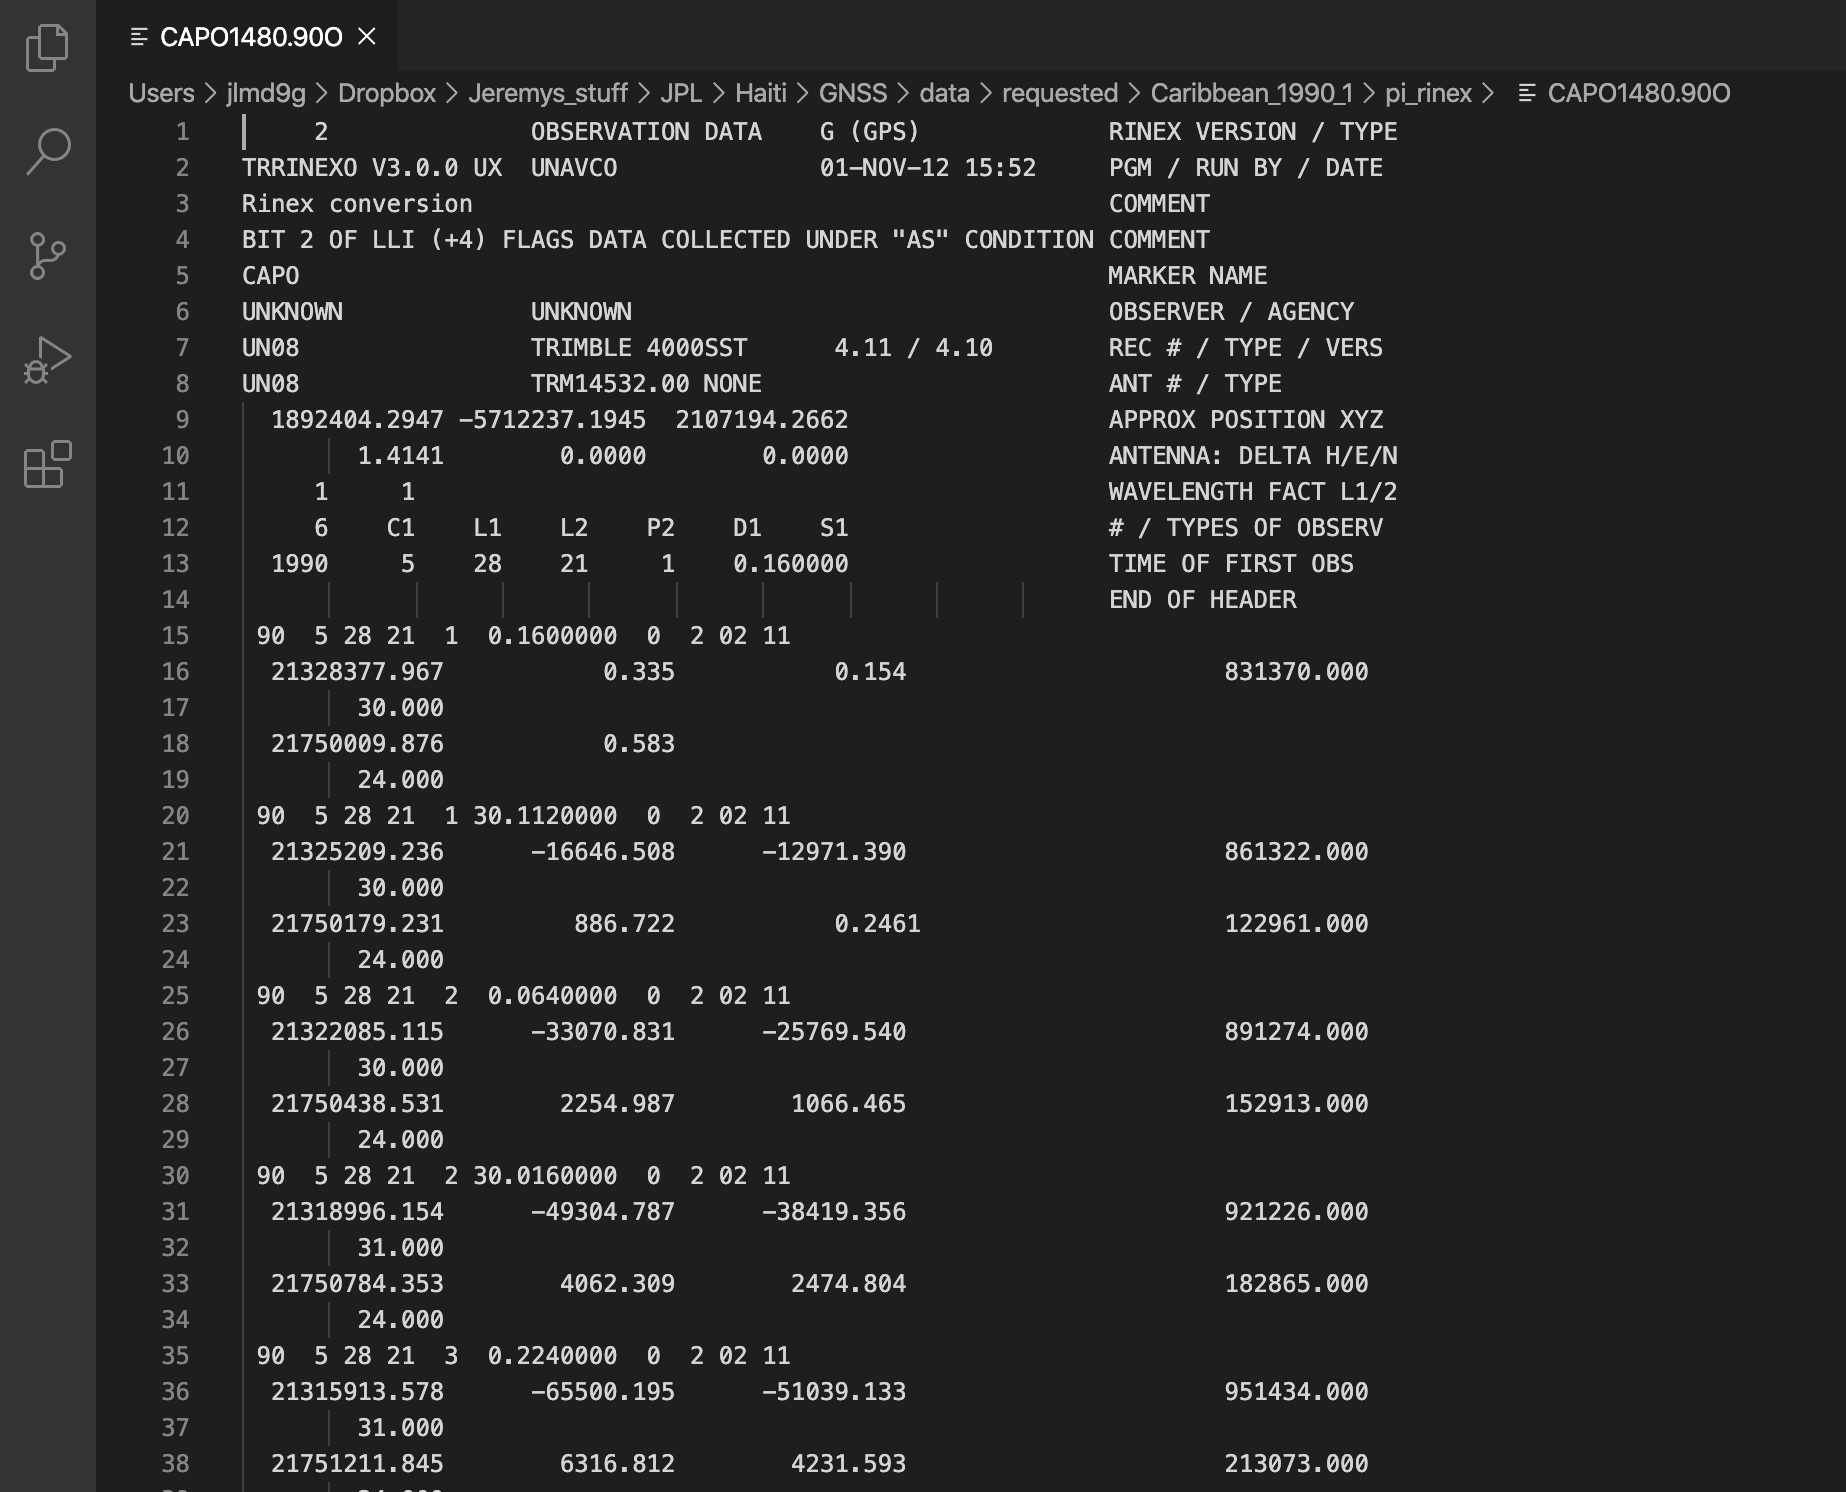 CAPO1480.90O
Users > jlmd9g > Dropbox > Jeremys_stuff > JPL > Haiti > GNSS > data > requested > Caribbean_1990_1 > pi_rinex > CAPO1480.90O
1 2 OBSERVATION DATA G (GPS) RINEX VERSION / TYPE
2 TRRINEXO V3.0.0 UX UNAVCO 01-NOV-12 15:52 PGM / RUN BY / DATE
3 Rinex conversion COMMENT
4 BIT 2 OF LLI (+4) FLAGS DATA COLLECTED UNDER "AS" CONDITION COMMENT
5 CAPO MARKER NAME
6 UNKNOWN UNKNOWN OBSERVER / AGENCY
7 UN08 TRIMBLE 4000SST 4.11 / 4.10 REC # / TYPE / VERS
8 UN08 TRM14532.00 NONE ANT # / TYPE
9 1892404.2947 -5712237.1945 2107194.2662 APPROX POSITION XYZ
10 1.4141 0.0000 0.0000 ANTENNA: DELTA H/E/N
11 1 1 WAVELENGTH FACT L1/2
12 6 C1 L1 L2 P2 D1 S1 # / TYPES OF OBSERV
13 1990 5 28 21 1 0.160000 TIME OF FIRST OBS
14 END OF HEADER
15 90 5 28 21 1 0.1600000 0 2 02 11
16 21328377.967 0.335 0.154 831370.000
17 30.000
18 21750009.876 0.583
19 24.000
20 90 5 28 21 1 30.1120000 0 2 02 11
21 21325209.236 -16646.508 -12971.390 861322.000
22 30.000
23 21750179.231 886.722 0.2461 122961.000
24 24.000
25 90 5 28 21 2 0.0640000 0 2 02 11
26 21322085.115 -33070.831 -25769.540 891274.000
27 30.000
28 21750438.531 2254.987 1066.465 152913.000
29 24.000
30 90 5 28 21 2 30.0160000 0 2 02 11
31 21318996.154 -49304.787 -38419.356 921226.000
32 31.000
33 21750784.353 4062.309 2474.804 182865.000
34 24.000
35 90 5 28 21 3 0.2240000 0 2 02 11
36 21315913.578 -65500.195 -51039.133 951434.000
37 31.000
38 21751211.845 6316.812 4231.593 213073.000